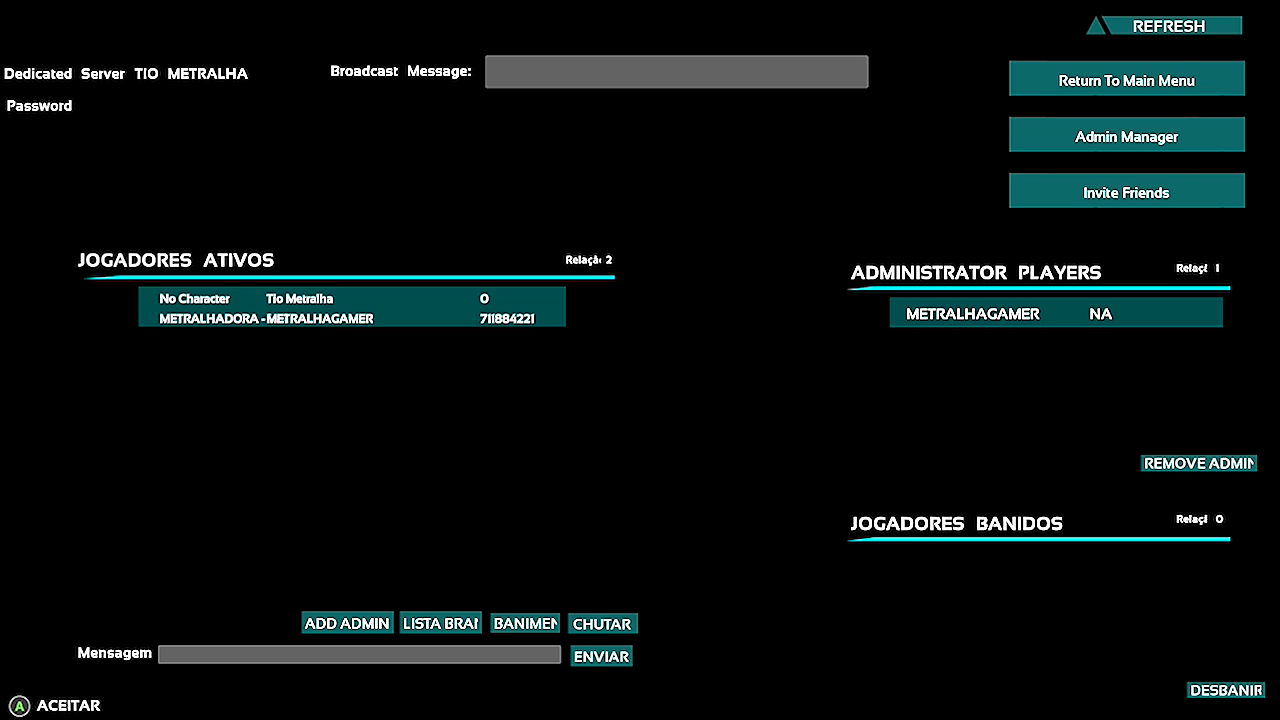 REFRESH
Dedicated Server TIO METRALHA
Broadcast Message:
Return To Main Menu
Password
Admin Manager
Invite Friends
JOGADORES ATIVOS
Relaçã 2
ADMINISTRATOR PLAYERS
Relaçã 1
No Character Tio Metralha 0
METRALHADORA - METRALHAGAMER 711884221
METRALHAGAMER NA
REMOVE ADMIN
JOGADORES BANIDOS
Relaçã 0
ADD ADMIN
LISTA BRAN
BANIMEN
CHUTAR
Mensagem
ENVIAR
DESBANIR
A ACEITAR